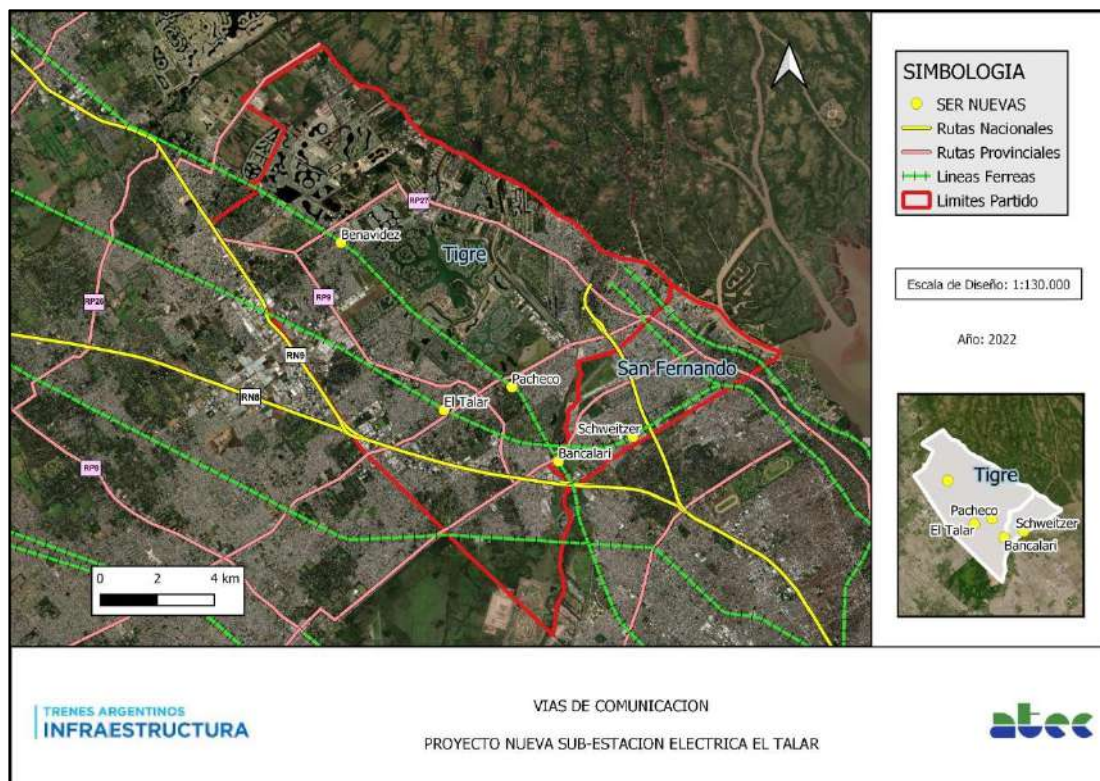 SIMBOLOGIA
SER NUEVAS
Rutas Nacionales
Rutas Provinciales
Lineas Ferreas
Limites Partido
Escala de Diseño: 1:130.000
Año: 2022
RP27
Benavidez
Tigre
RP26
RP9
RN9
San Fernando
RN8
Pacheco
El Talar
Schweitzer
Bancalari
RP8
0 2 4 km
Tigre
Pacheco
El Talar
Schweitzer
Bancalari
TRENES ARGENTINOS
INFRAESTRUCTURA
VIAS DE COMUNICACION
PROYECTO NUEVA SUB-ESTACION ELECTRICA EL TALAR
atec